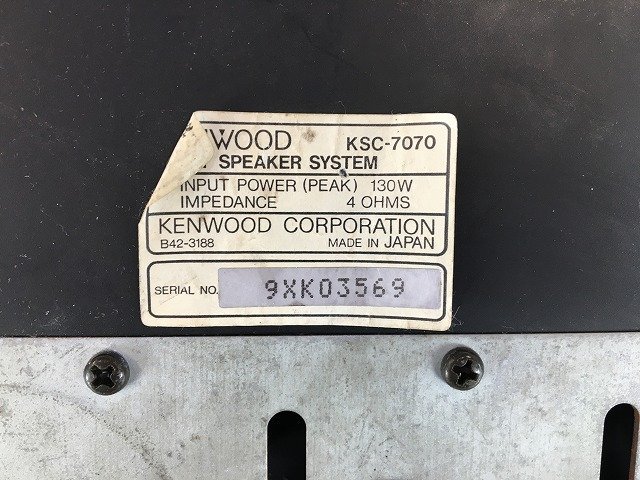 WOOD KSC-7070
SPEAKER SYSTEM
INPUT POWER (PEAK) 130W
IMPEDANCE 4 OHMS
KENWOOD CORPORATION
B42-3188 MADE IN JAPAN
SERIAL NO. 9XK03569